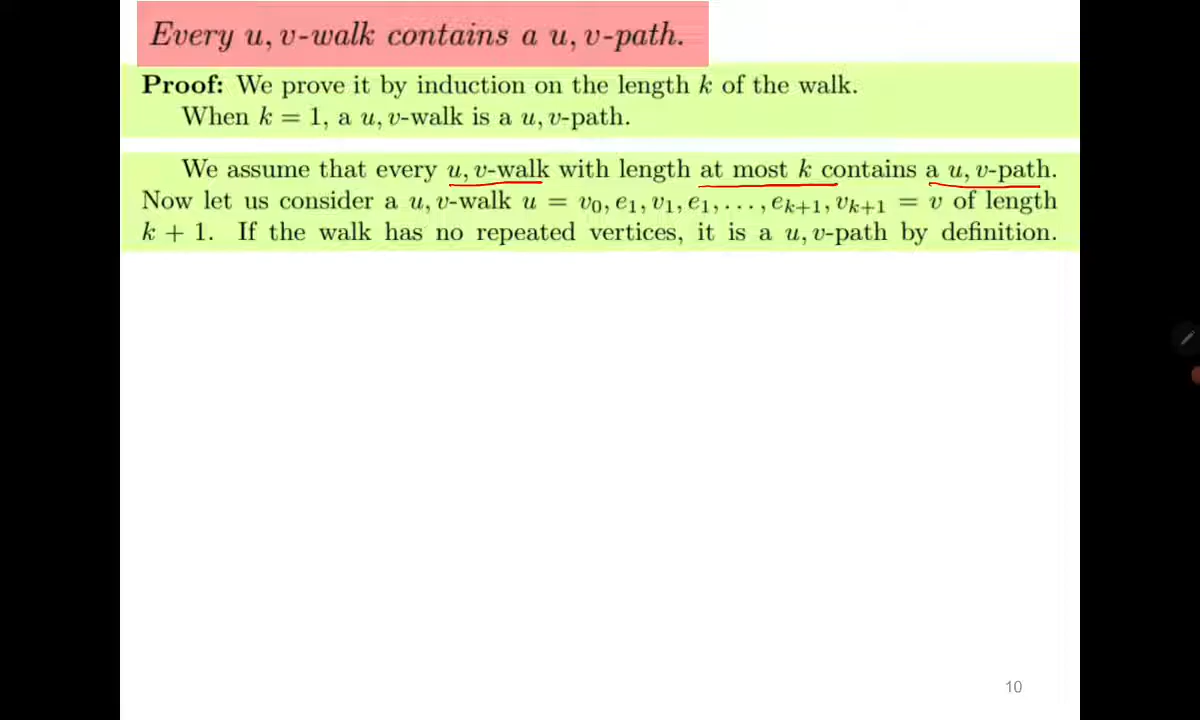 Every u, v-walk contains a u, v-path.
Proof: We prove it by induction on the length k of the walk.
When k = 1, a u, v-walk is a u, v-path.
We assume that every u, v-walk with length at most k contains a u, v-path.
Now let us consider a u, v-walk u = v₀, e₁, v₁, e₁, . . . , eₖ₊₁, vₖ₊₁ = v of length
k + 1. If the walk has no repeated vertices, it is a u, v-path by definition.
10